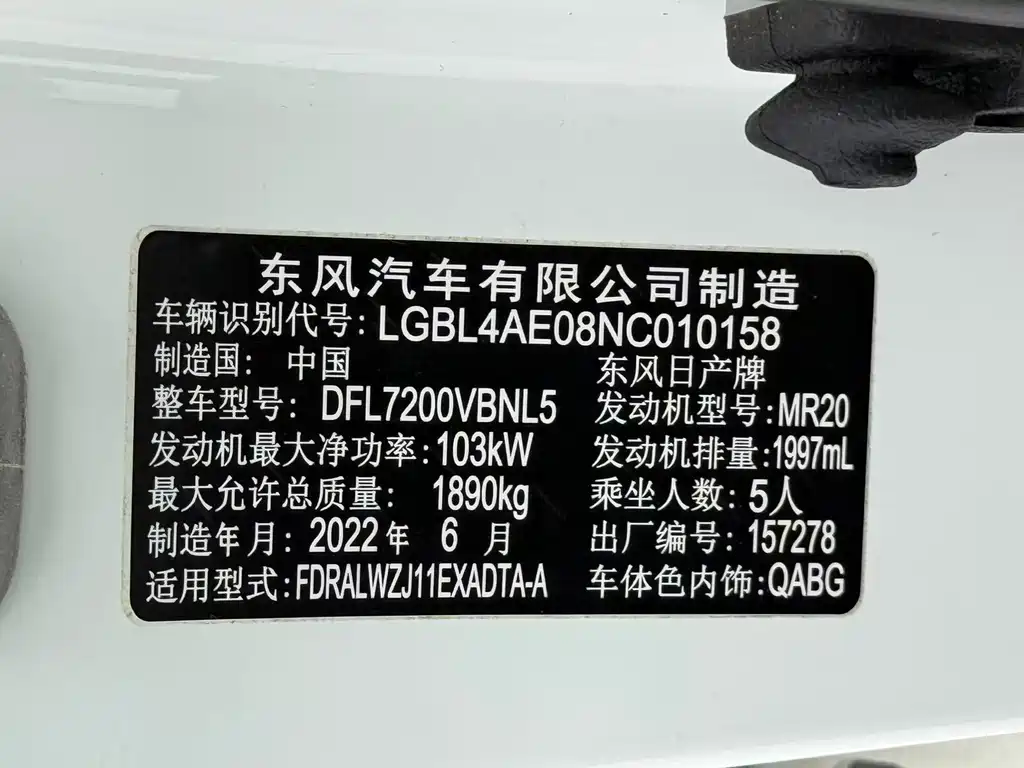 东风汽车有限公司制造
车辆识别代号: LGBL4AE08NC010158
制造国: 中国 东风日产牌
整车型号: DFL7200VBNL5 发动机型号:MR20
发动机最大净功率:103kW 发动机排量:1997mL
最大允许总质量: 1890kg 乘坐人数: 5人
制造年月: 2022年 6 月 出厂编号: 157278
适用型式:FDRALWZJ11EXADTA-A 车体色内饰:QABG